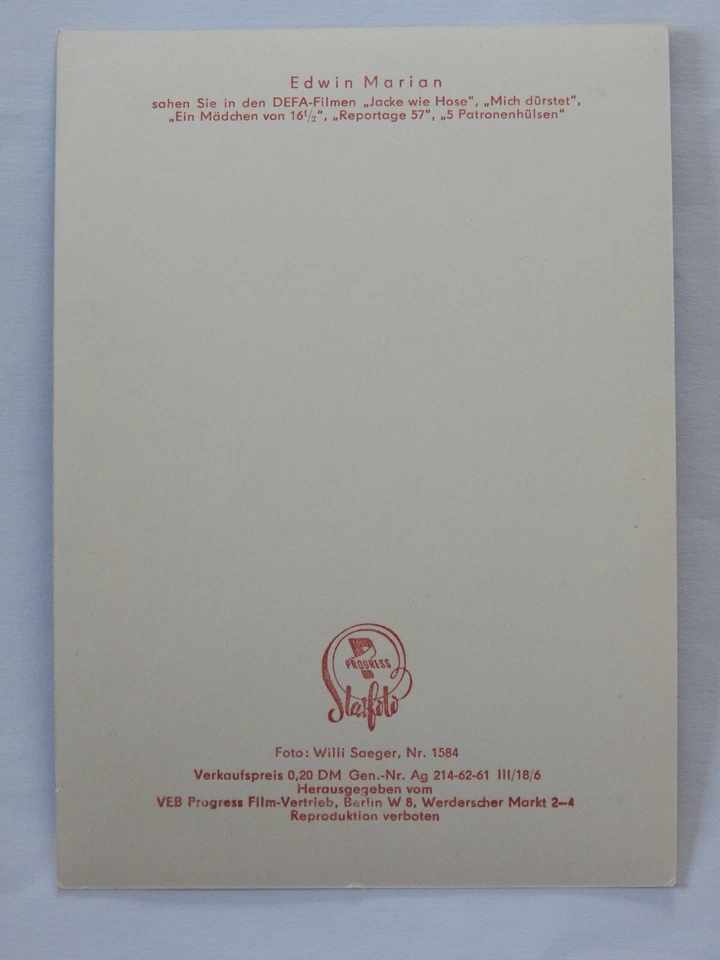 Edwin Marian
sahen Sie in den DEFA-Filmen „Jacke wie Hose", „Mich dürstet",
„Ein Mädchen von 16½", „Reportage 57", „5 Patronenhülsen"
PROGRESS
Starfoto
Foto: Willi Saeger, Nr. 1584
Verkaufspreis 0,20 DM Gen.-Nr. Ag 214-62-61 III/18/6
Herausgegeben vom
VEB Progress Film-Vertrieb, Berlin W 8, Werderscher Markt 2–4
Reproduktion verboten